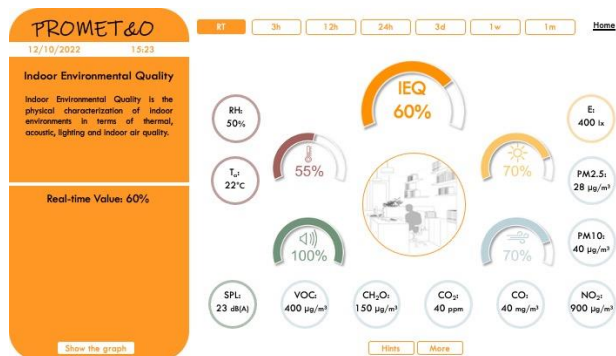 PROMET&O
12/10/2022 15:23
Indoor Environmental Quality
Indoor Environmental Quality is the
physical characterization of indoor
environments in terms of thermal,
acoustic, lighting and indoor air quality.
Real-time Value: 60%
Show the graph
RT 3h 12h 24h 3d 1w 1m Home
IEQ
60%
RH:
50%
E:
400 lx
55%
70%
Tₐ:
22°C
PM2.5:
28 µg/m³
100%
70%
PM10:
40 µg/m³
SPL:
23 dB(A)
VOC:
400 µg/m³
CH₂O:
150 µg/m³
CO₂:
40 ppm
CO:
40 mg/m³
NO₂:
900 µg/m³
Hints More